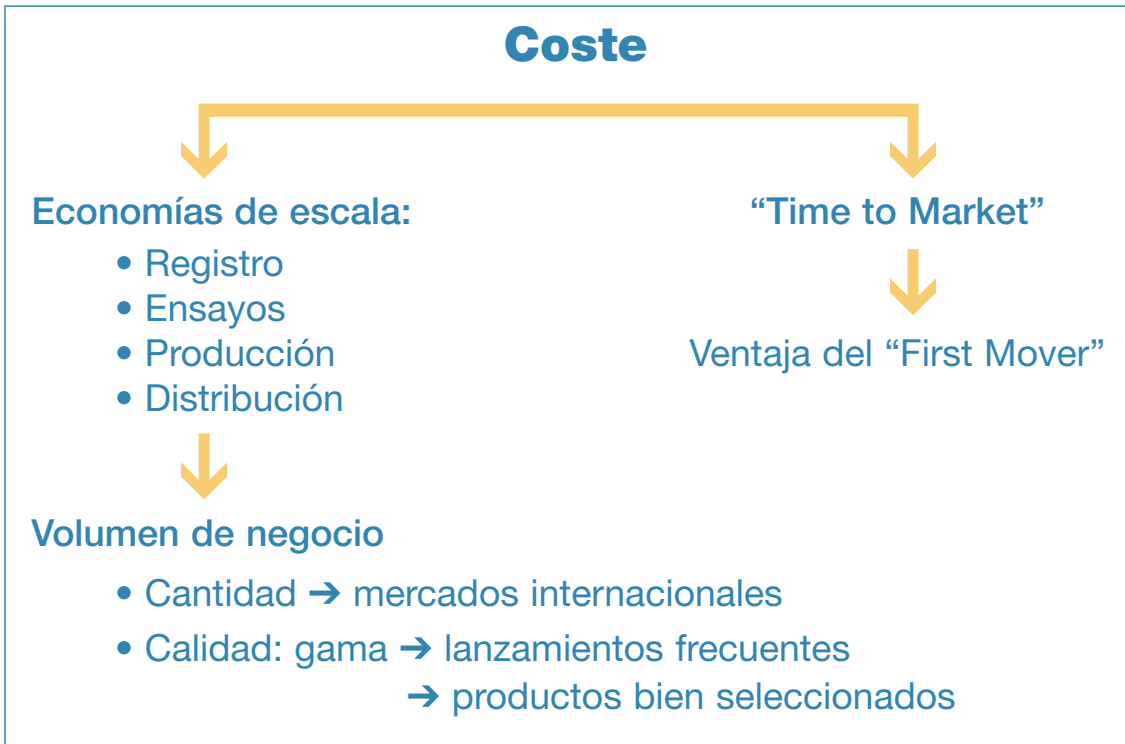 Coste
Economías de escala:
• Registro
• Ensayos
• Producción
• Distribución
“Time to Market”
Ventaja del “First Mover”
Volumen de negocio
• Cantidad ➔ mercados internacionales
• Calidad: gama ➔ lanzamientos frecuentes
➔ productos bien seleccionados